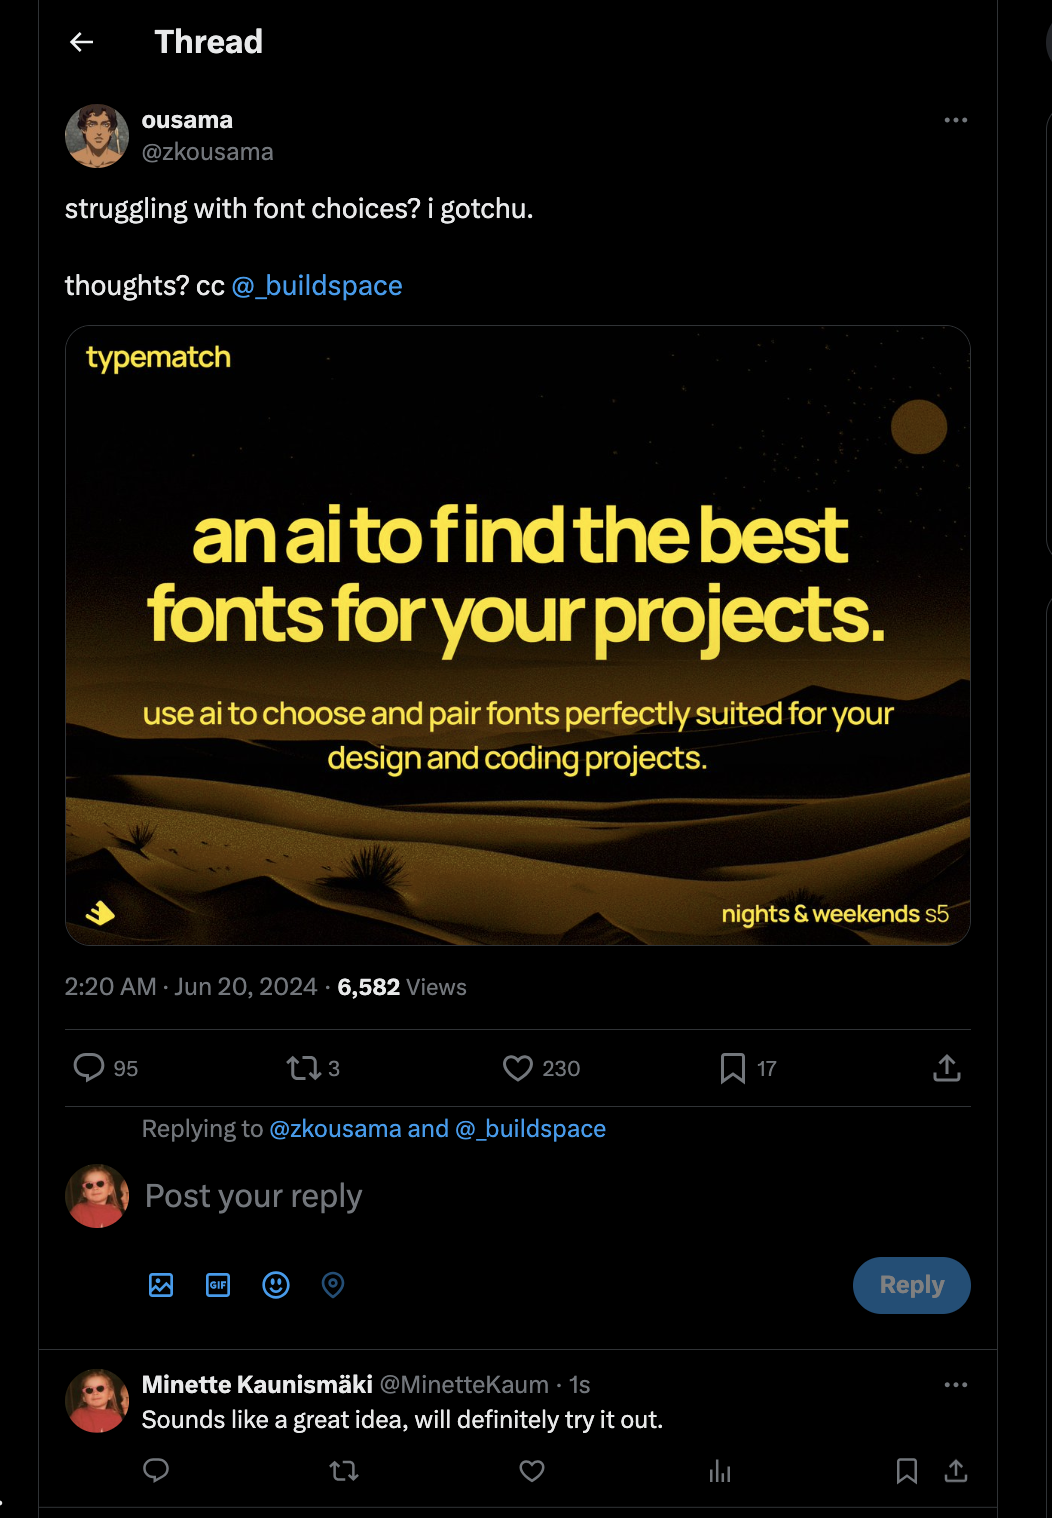 Thread
ousama
@zkousama
struggling with font choices? i gotchu.
thoughts? cc @_buildspace
typematch
an ai to find the best
fonts for your projects.
use ai to choose and pair fonts perfectly suited for your
design and coding projects.
nights & weekends s5
2:20 AM · Jun 20, 2024 · 6,582 Views
95 3 230 17
Replying to @zkousama and @_buildspace
Post your reply
GIF
Reply
Minette Kaunismäki @MinetteKaum · 1s
Sounds like a great idea, will definitely try it out.